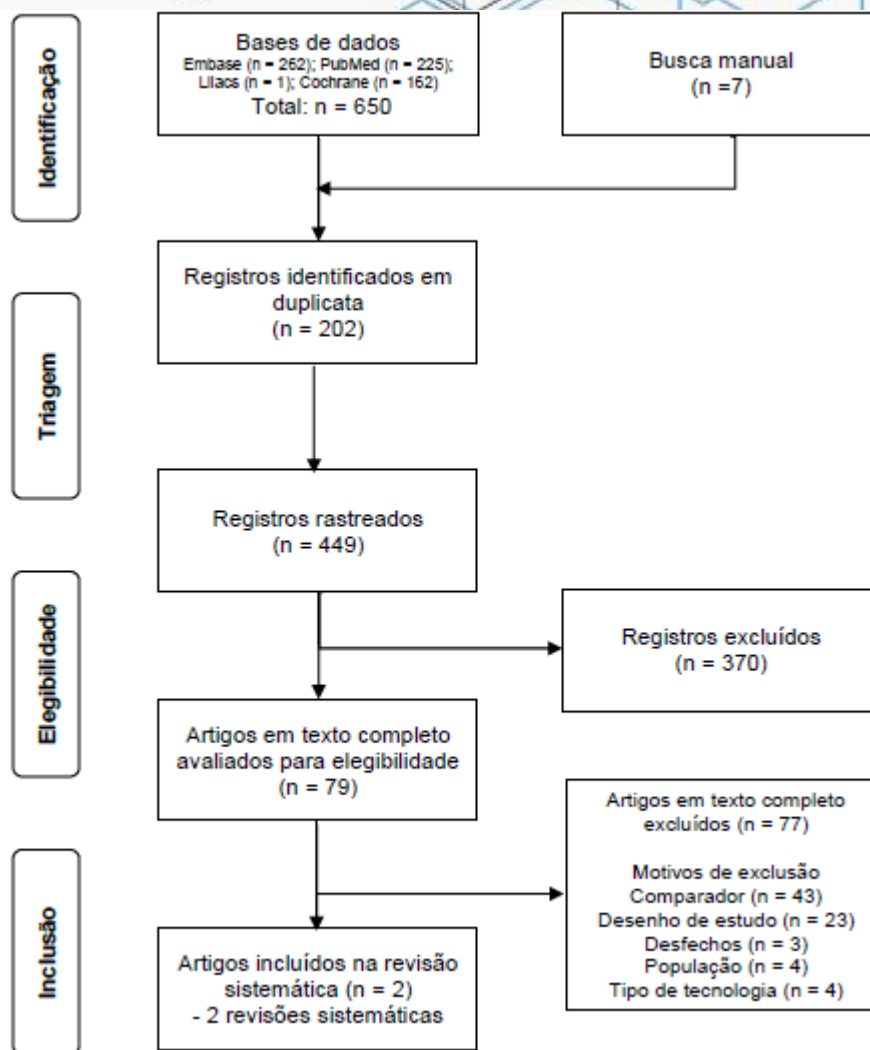 Identificação
Bases de dados
Embase (n = 262); PubMed (n = 225);
Lilacs (n = 1); Cochrane (n = 162)
Total: n = 650
Busca manual
(n =7)
Triagem
Registros identificados em
duplicata
(n = 202)
Registros rastreados
(n = 449)
Elegibilidade
Registros excluídos
(n = 370)
Artigos em texto completo
avaliados para elegibilidade
(n = 79)
Artigos em texto completo
excluídos (n = 77)
Motivos de exclusão
Comparador (n = 43)
Desenho de estudo (n = 23)
Desfechos (n = 3)
População (n = 4)
Tipo de tecnologia (n = 4)
Inclusão
Artigos incluídos na revisão
sistemática (n = 2)
- 2 revisões sistemáticas